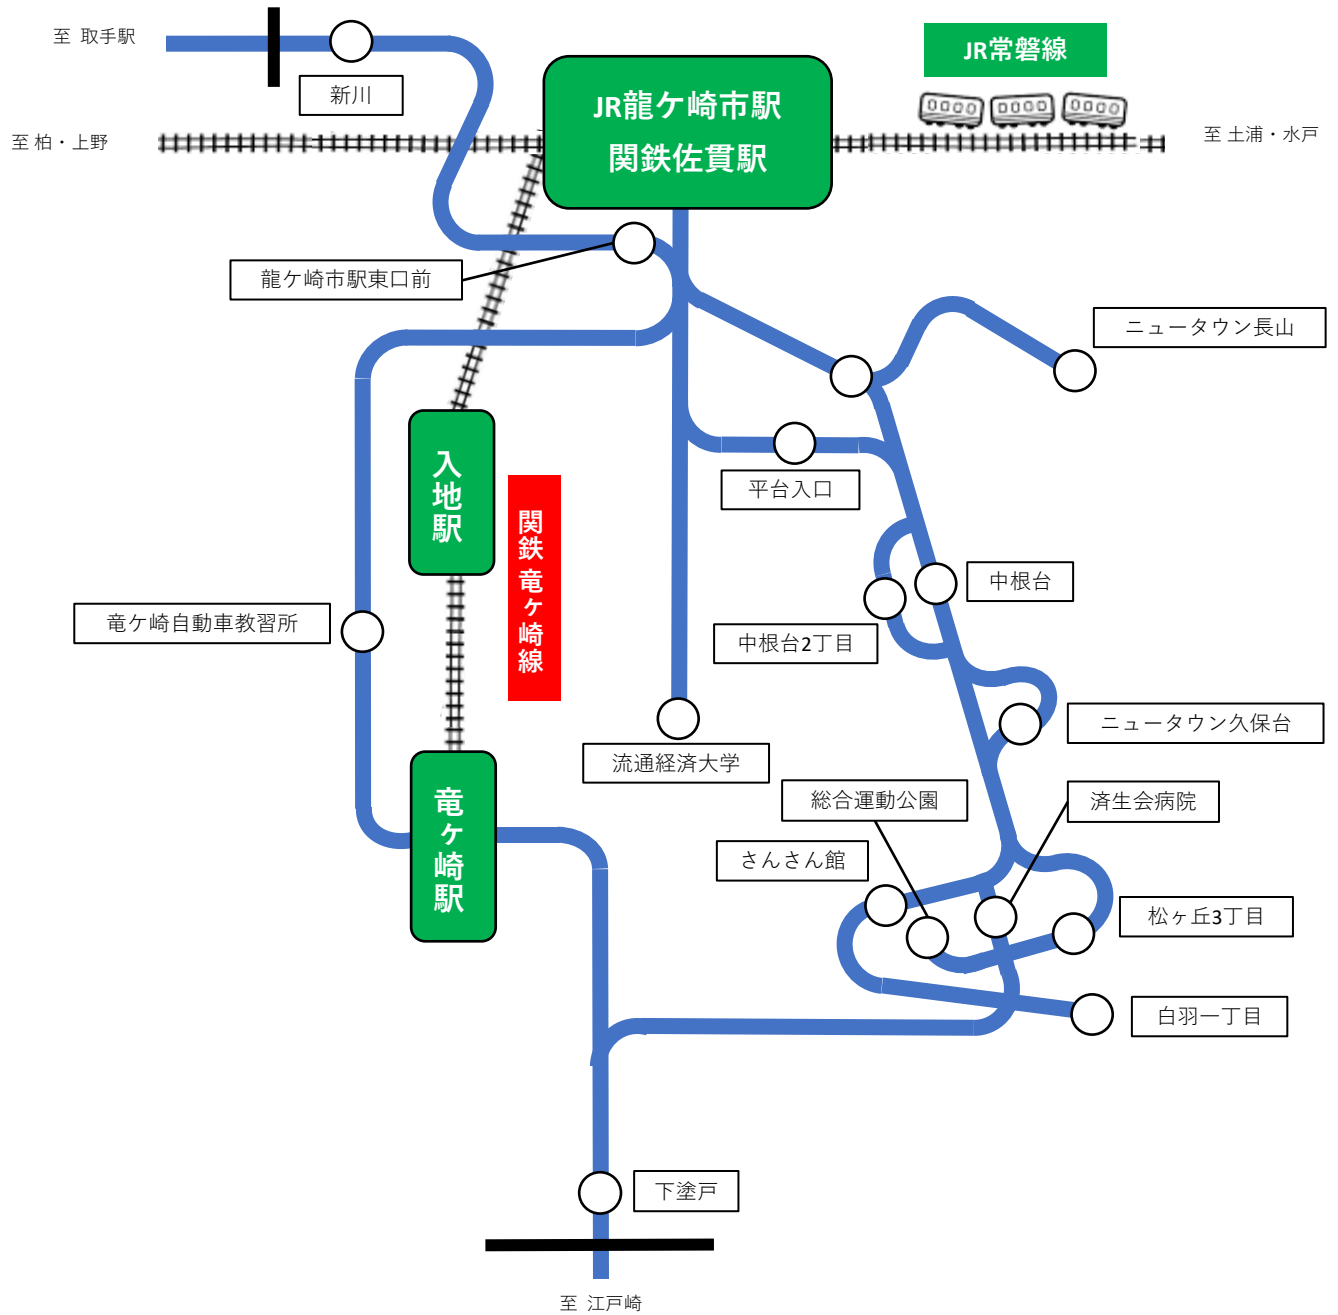 至 取手駅
新川
JR常磐線
JR龍ケ崎市駅
関鉄佐貫駅
至 柏・上野
至 土浦・水戸
龍ケ崎市駅東口前
ニュータウン長山
入地駅
関鉄 竜ヶ崎線
平台入口
中根台
竜ケ崎自動車教習所
中根台2丁目
ニュータウン久保台
流通経済大学
総合運動公園
済生会病院
竜ヶ崎駅
さんさん館
松ヶ丘3丁目
白羽一丁目
下塗戸
至 江戸崎